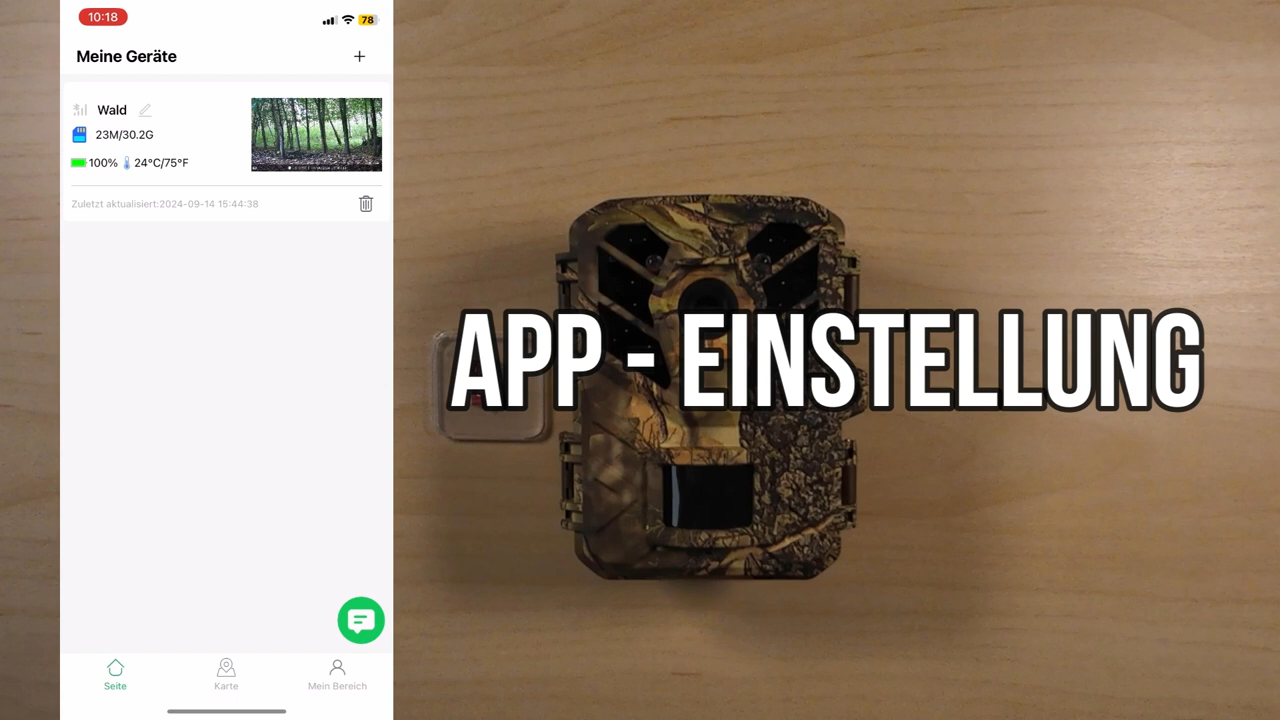 10:18
78
Meine Geräte
Wald
23M/30.2G
100% 24°C/75°F
Zuletzt aktualisiert:2024-09-14 15:44:38
APP - EINSTELLUNG
Seite
Karte
Mein Bereich